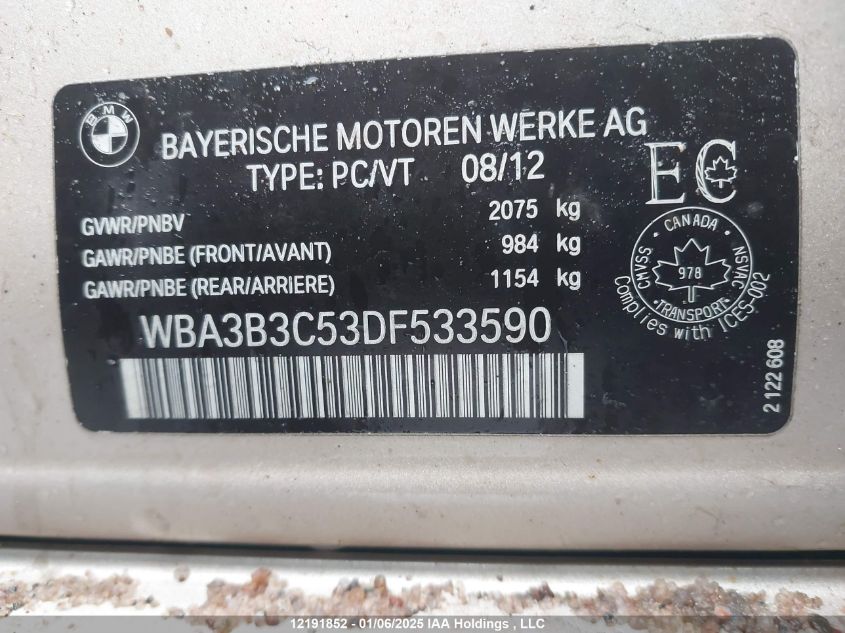 BMW
BAYERISCHE MOTOREN WERKE AG
TYPE: PC/VT 08/12
EC
GVWR/PNBV 2075 kg
GAWR/PNBE (FRONT/AVANT) 984 kg
GAWR/PNBE (REAR/ARRIERE) 1154 kg
CANADA
CMVSS
NSVAC
978
TRANSPORT
Complies with ICES-002
WBA3B3C53DF533590
2 122 608
12191852 - 01/06/2025 IAA Holdings, LLC